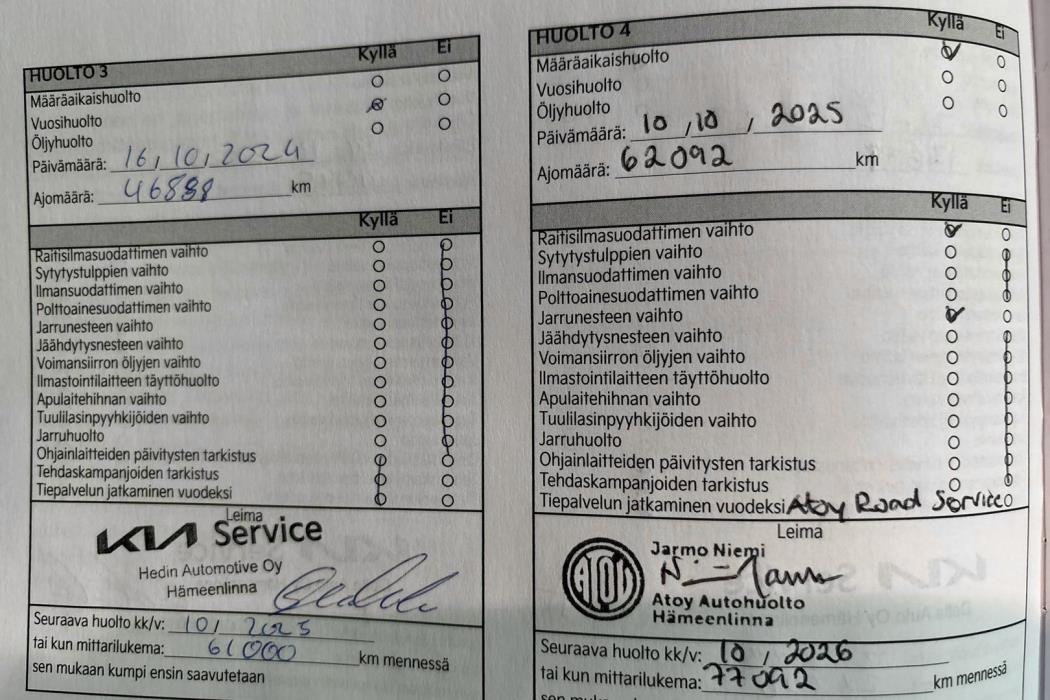 HUOLTO 3 Kyllä Ei
Määräaikaishuolto
Vuosihuolto
Öljyhuolto
Päivämäärä: 16, 10, 2024
Ajomäärä: 46888 km
Kyllä Ei
Raitisilmasuodattimen vaihto
Sytytystulppien vaihto
Ilmansuodattimen vaihto
Polttoainesuodattimen vaihto
Jarrunesteen vaihto
Jäähdytysnesteen vaihto
Voimansiirron öljyjen vaihto
Ilmastointilaitteen täyttöhuolto
Apulaitehihnan vaihto
Tuulilasinpyyhkijöiden vaihto
Jarruhuolto
Ohjainlaitteiden päivitysten tarkistus
Tehdaskampanjoiden tarkistus
Tiepalvelun jatkaminen vuodeksi
Leima
KIA Service
Hedin Automotive Oy
Hämeenlinna
Seuraava huolto kk/v: 10, 2025
tai kun mittarilukema: 61000 km mennessä
sen mukaan kumpi ensin saavutetaan
HUOLTO 4 Kyllä Ei
Määräaikaishuolto
Vuosihuolto
Öljyhuolto
Päivämäärä: 10, 10, 2025
Ajomäärä: 62092 km
Kyllä Ei
Raitisilmasuodattimen vaihto
Sytytystulppien vaihto
Ilmansuodattimen vaihto
Polttoainesuodattimen vaihto
Jarrunesteen vaihto
Jäähdytysnesteen vaihto
Voimansiirron öljyjen vaihto
Ilmastointilaitteen täyttöhuolto
Apulaitehihnan vaihto
Tuulilasinpyyhkijöiden vaihto
Jarruhuolto
Ohjainlaitteiden päivitysten tarkistus
Tehdaskampanjoiden tarkistus
Tiepalvelun jatkaminen vuodeksi Atoy Road Service
Leima
ATOY
Jarmo Niemi
Atoy Autohuolto
Hämeenlinna
Seuraava huolto kk/v: 10, 2026
tai kun mittarilukema: 77092 km mennessä